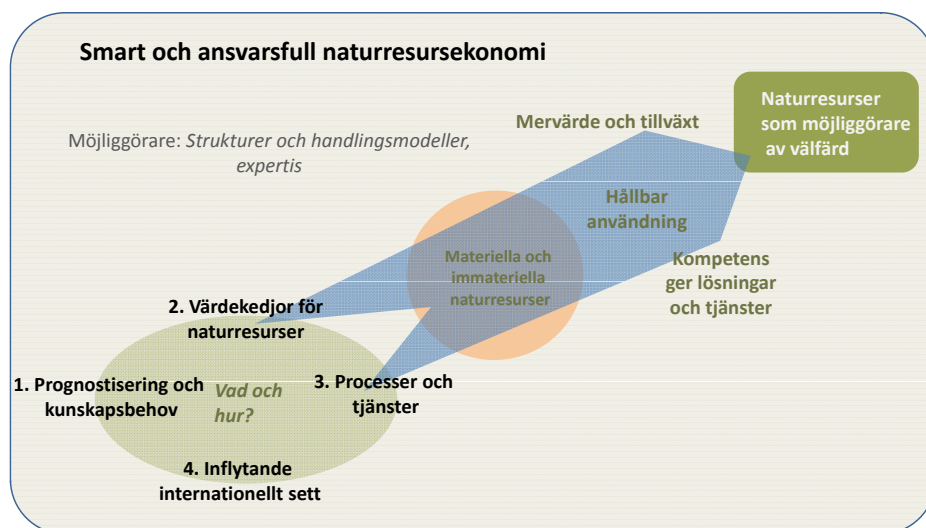 Smart och ansvarsfull naturresursekonomi
Naturresurser
som möjliggörare
av välfärd
Mervärde och tillväxt
Möjliggörare: Strukturer och handlingsmodeller,
expertis
Hållbar
användning
Materiella och
immateriella
naturresurser
Kompetens
ger lösningar
och tjänster
2. Värdekedjor för
naturresurser
1. Prognostisering och
kunskapsbehov
Vad och
hur?
3. Processer och
tjänster
4. Inflytande
internationellt sett